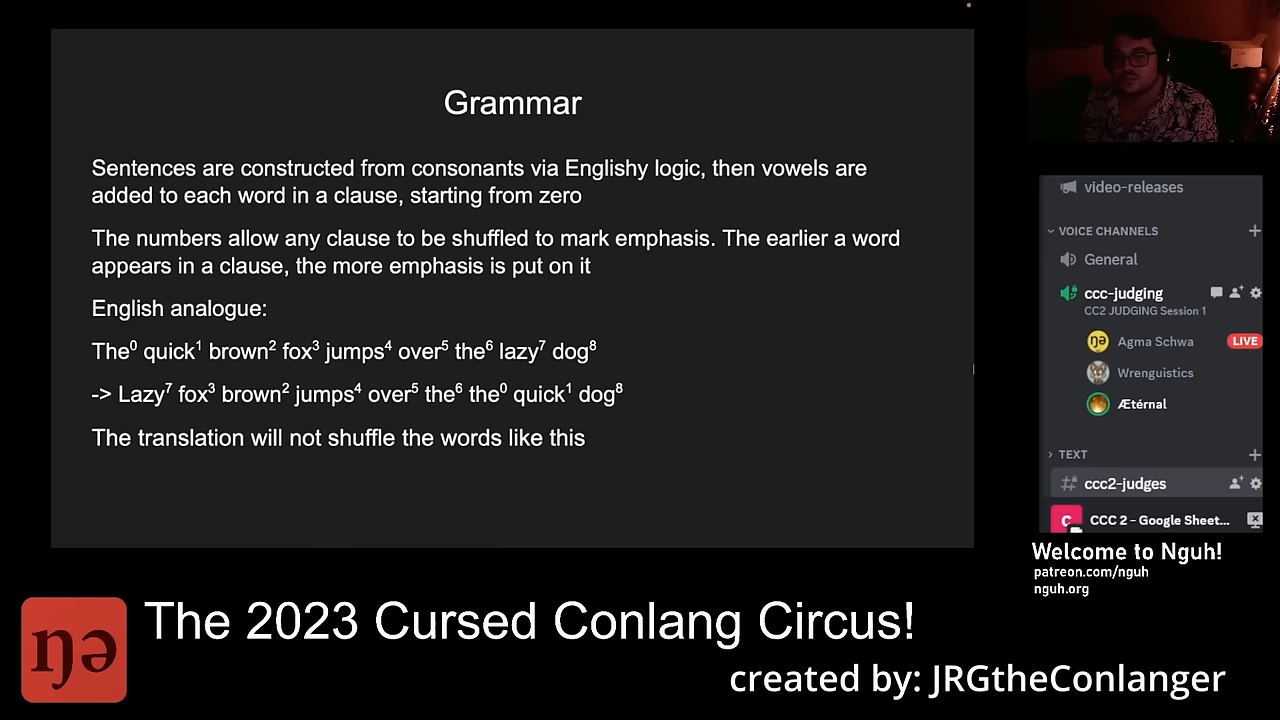 Grammar
Sentences are constructed from consonants via Englishy logic, then vowels are
added to each word in a clause, starting from zero
The numbers allow any clause to be shuffled to mark emphasis. The earlier a word
appears in a clause, the more emphasis is put on it
English analogue:
The⁰ quick¹ brown² fox³ jumps⁴ over⁵ the⁶ lazy⁷ dog⁸
-> Lazy⁷ fox³ brown² jumps⁴ over⁵ the⁶ the⁰ quick¹ dog⁸
The translation will not shuffle the words like this
video-releases
VOICE CHANNELS
General
ccc-judging
CC2 JUDGING Session 1
ŋə Agma Schwa LIVE
Wrenguistics
Ætérnal
TEXT
ccc2-judges
C CCC 2 - Google Sheet...
Welcome to Nguh!
patreon.com/nguh
nguh.org
ŋə
The 2023 Cursed Conlang Circus!
created by: JRGtheConlanger